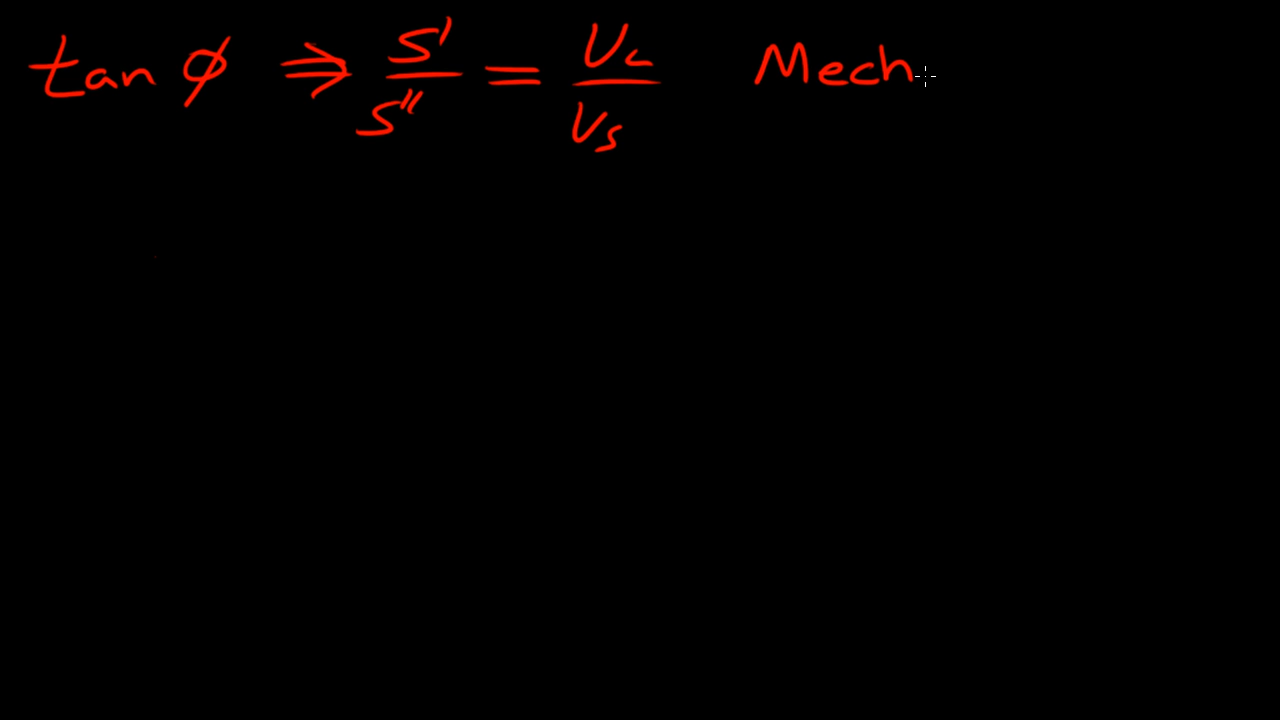 tan φ ⇒ S'/S'' = Vc/Vs Mech